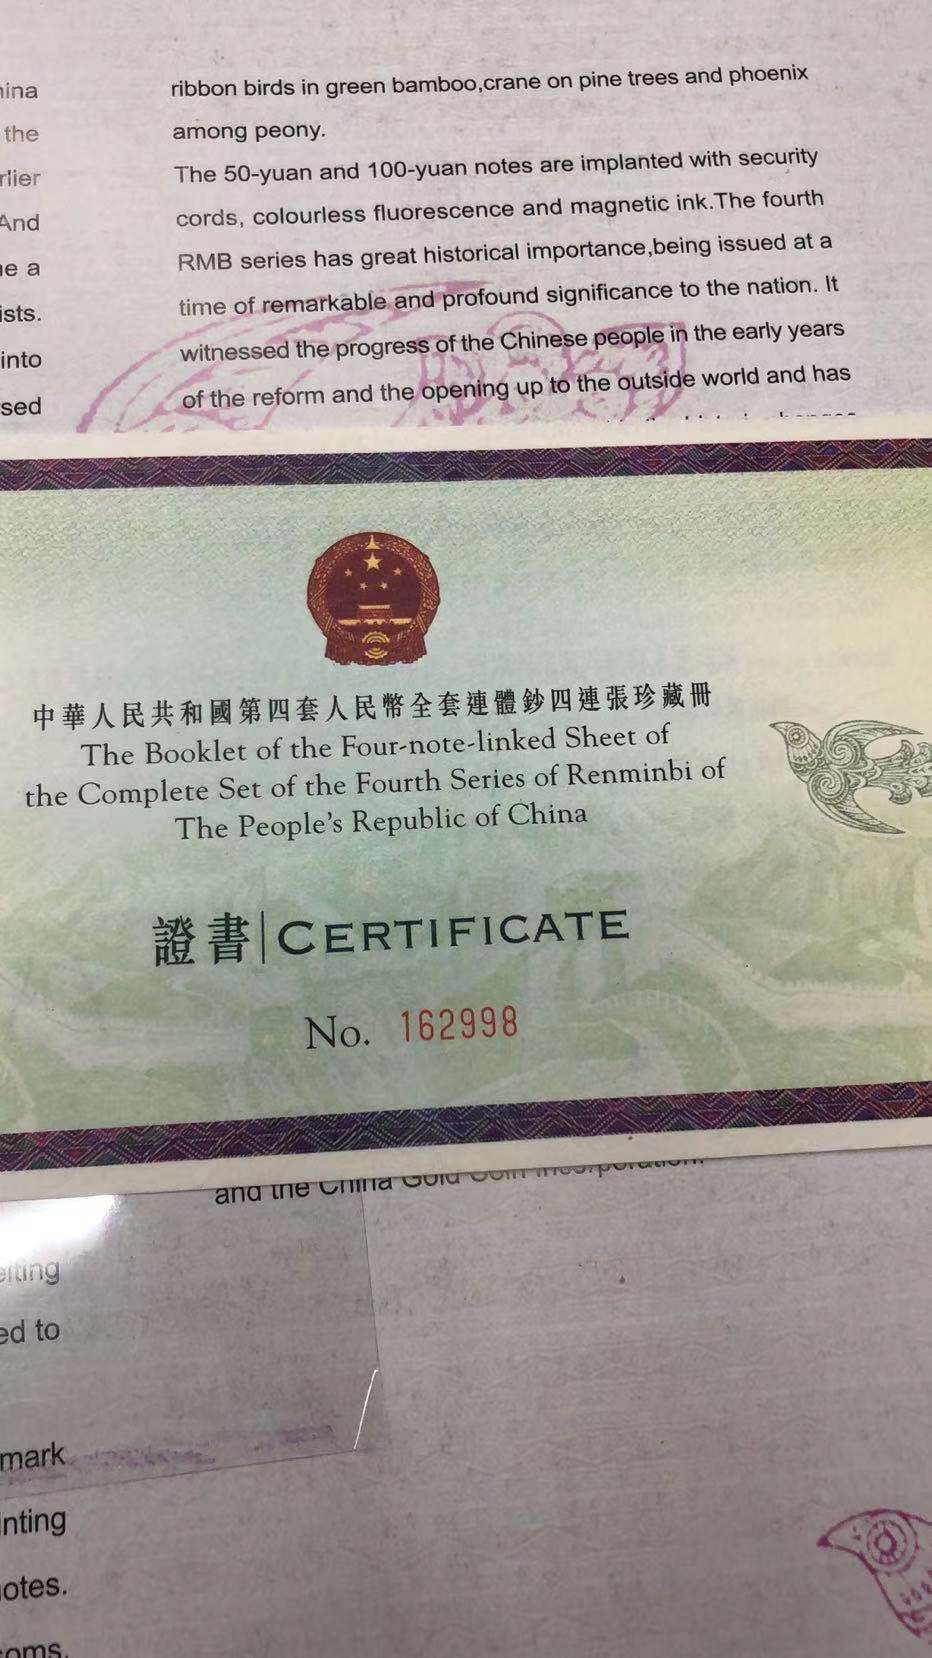 ina
the
rlier
And
e a
ists.
into
sed
ribbon birds in green bamboo,crane on pine trees and phoenix
among peony.
The 50-yuan and 100-yuan notes are implanted with security
cords, colourless fluorescence and magnetic ink.The fourth
RMB series has great historical importance,being issued at a
time of remarkable and profound significance to the nation. It
witnessed the progress of the Chinese people in the early years
of the reform and the opening up to the outside world and has
中華人民共和國第四套人民幣全套連體鈔四連張珍藏冊
The Booklet of the Four-note-linked Sheet of
the Complete Set of the Fourth Series of Renminbi of
The People's Republic of China
證書|CERTIFICATE
No. 162998
and the China Gold Coin Incorporation.
eiting
ed to
mark
inting
otes.
oms.